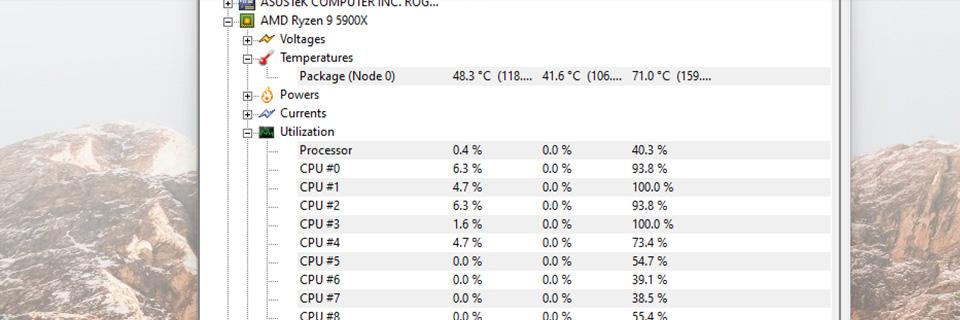 ASUSTeK COMPUTER INC. ROG...
AMD Ryzen 9 5900X
Voltages
Temperatures
Package (Node 0) 48.3 °C (118.... 41.6 °C (106.... 71.0 °C (159....
Powers
Currents
Utilization
Processor 0.4 % 0.0 % 40.3 %
CPU #0 6.3 % 0.0 % 93.8 %
CPU #1 4.7 % 0.0 % 100.0 %
CPU #2 6.3 % 0.0 % 93.8 %
CPU #3 1.6 % 0.0 % 100.0 %
CPU #4 4.7 % 0.0 % 73.4 %
CPU #5 0.0 % 0.0 % 54.7 %
CPU #6 0.0 % 0.0 % 39.1 %
CPU #7 0.0 % 0.0 % 38.5 %
CPU #8 0.0 % 0.0 % 55.4 %